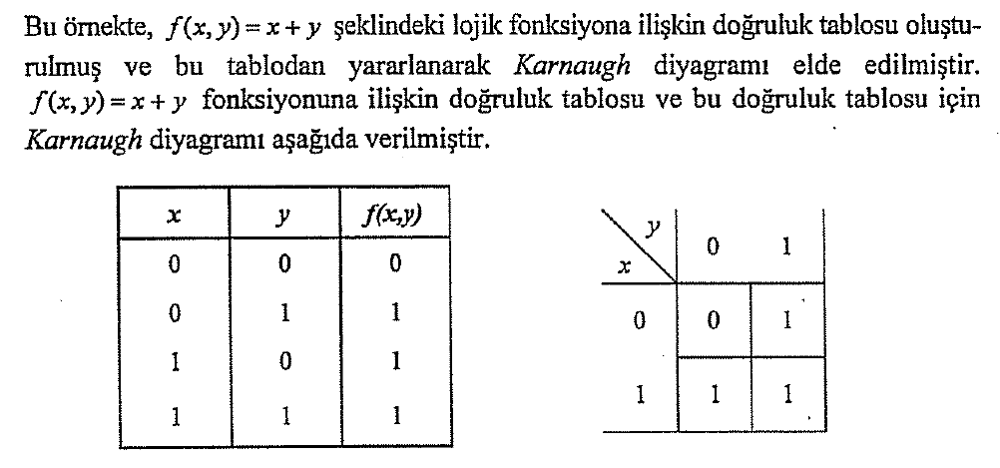 Bu örnekte, f(x, y) = x + y şeklindeki lojik fonksiyona ilişkin doğruluk tablosu oluştu-
rulmuş ve bu tablodan yararlanarak Karnaugh diyagramı elde edilmiştir.
f(x, y) = x + y fonksiyonuna ilişkin doğruluk tablosu ve bu doğruluk tablosu için
Karnaugh diyagramı aşağıda verilmiştir.
x y f(x,y)
0 0 0
0 1 1
1 0 1
1 1 1
y 0 1
x
0 0 1
1 1 1